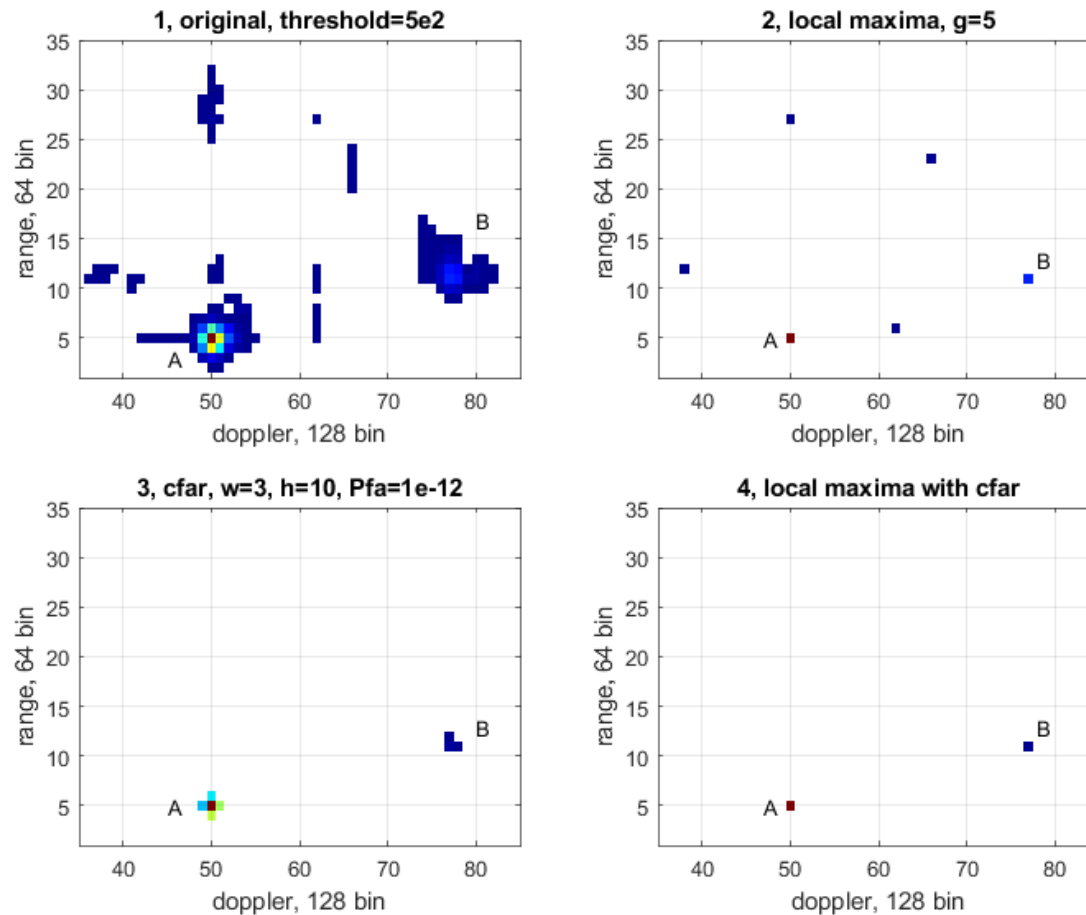 1, original, threshold=5e2
35
30
25
20
15
10
5
range, 64 bin
B
A
40 50 60 70 80
doppler, 128 bin
2, local maxima, g=5
35
30
25
20
15
10
5
range, 64 bin
B
A
40 50 60 70 80
doppler, 128 bin
3, cfar, w=3, h=10, Pfa=1e-12
35
30
25
20
15
10
5
range, 64 bin
B
A
40 50 60 70 80
doppler, 128 bin
4, local maxima with cfar
35
30
25
20
15
10
5
range, 64 bin
B
A
40 50 60 70 80
doppler, 128 bin